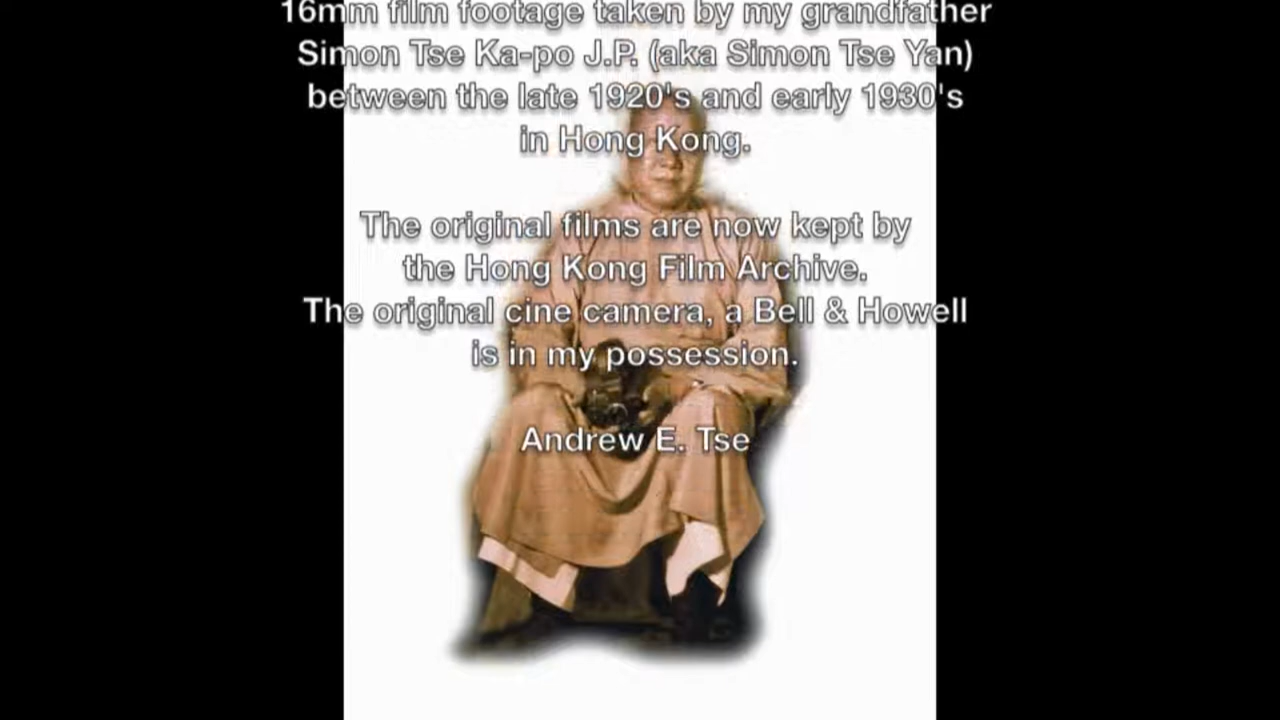 16mm film footage taken by my grandfather
Simon Tse Ka-po J.P. (aka Simon Tse Yan)
between the late 1920's and early 1930's
in Hong Kong.
The original films are now kept by
the Hong Kong Film Archive.
The original cine camera, a Bell & Howell
is in my possession.
Andrew E. Tse